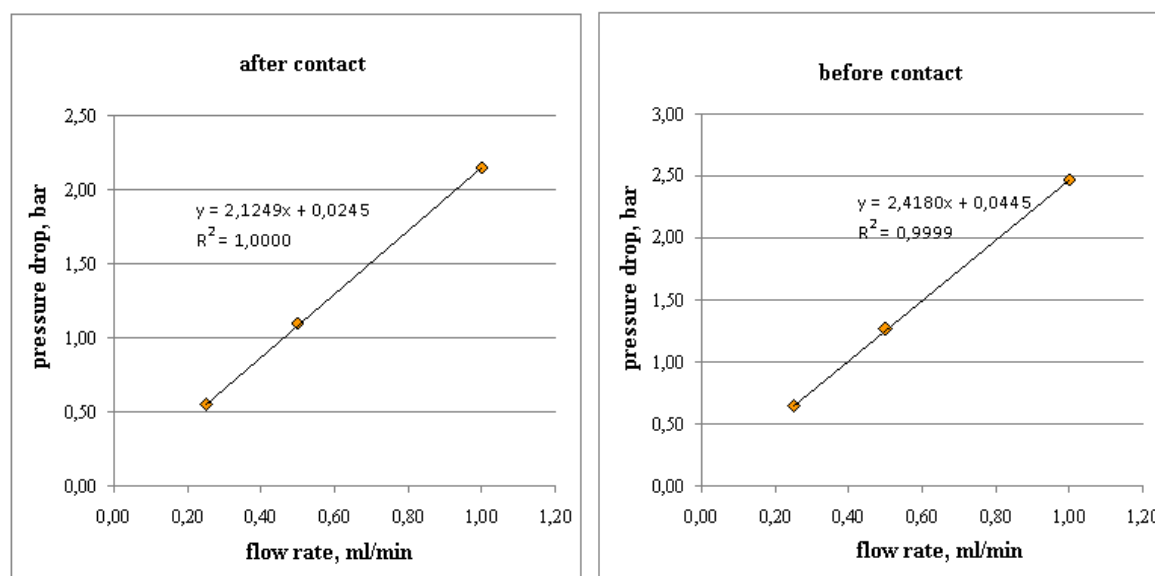 after contact
2,50
2,00
1,50
1,00
0,50
0,00
pressure drop, bar
y = 2,1249x + 0,0245
R² = 1,0000
0,00 0,20 0,40 0,60 0,80 1,00 1,20
flow rate, ml/min
before contact
3,00
2,50
2,00
1,50
1,00
0,50
0,00
pressure drop, bar
y = 2,4180x + 0,0445
R² = 0,9999
0,00 0,20 0,40 0,60 0,80 1,00 1,20
flow rate, ml/min